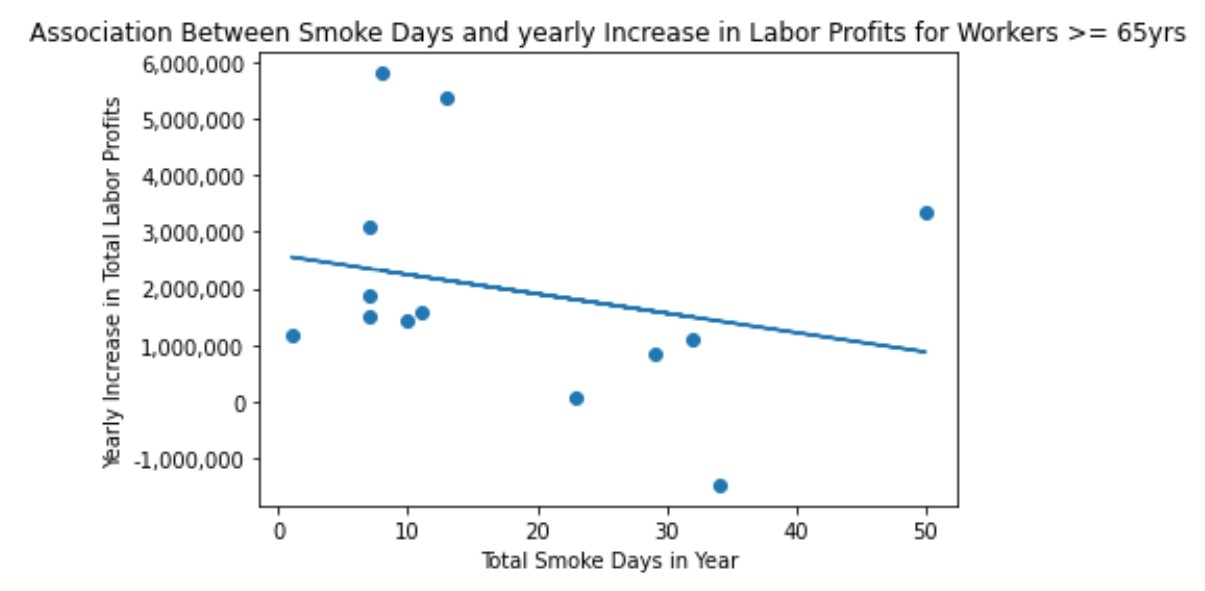 Association Between Smoke Days and yearly Increase in Labor Profits for Workers >= 65yrs
Yearly Increase in Total Labor Profits
6,000,000
5,000,000
4,000,000
3,000,000
2,000,000
1,000,000
0
-1,000,000
0 10 20 30 40 50
Total Smoke Days in Year